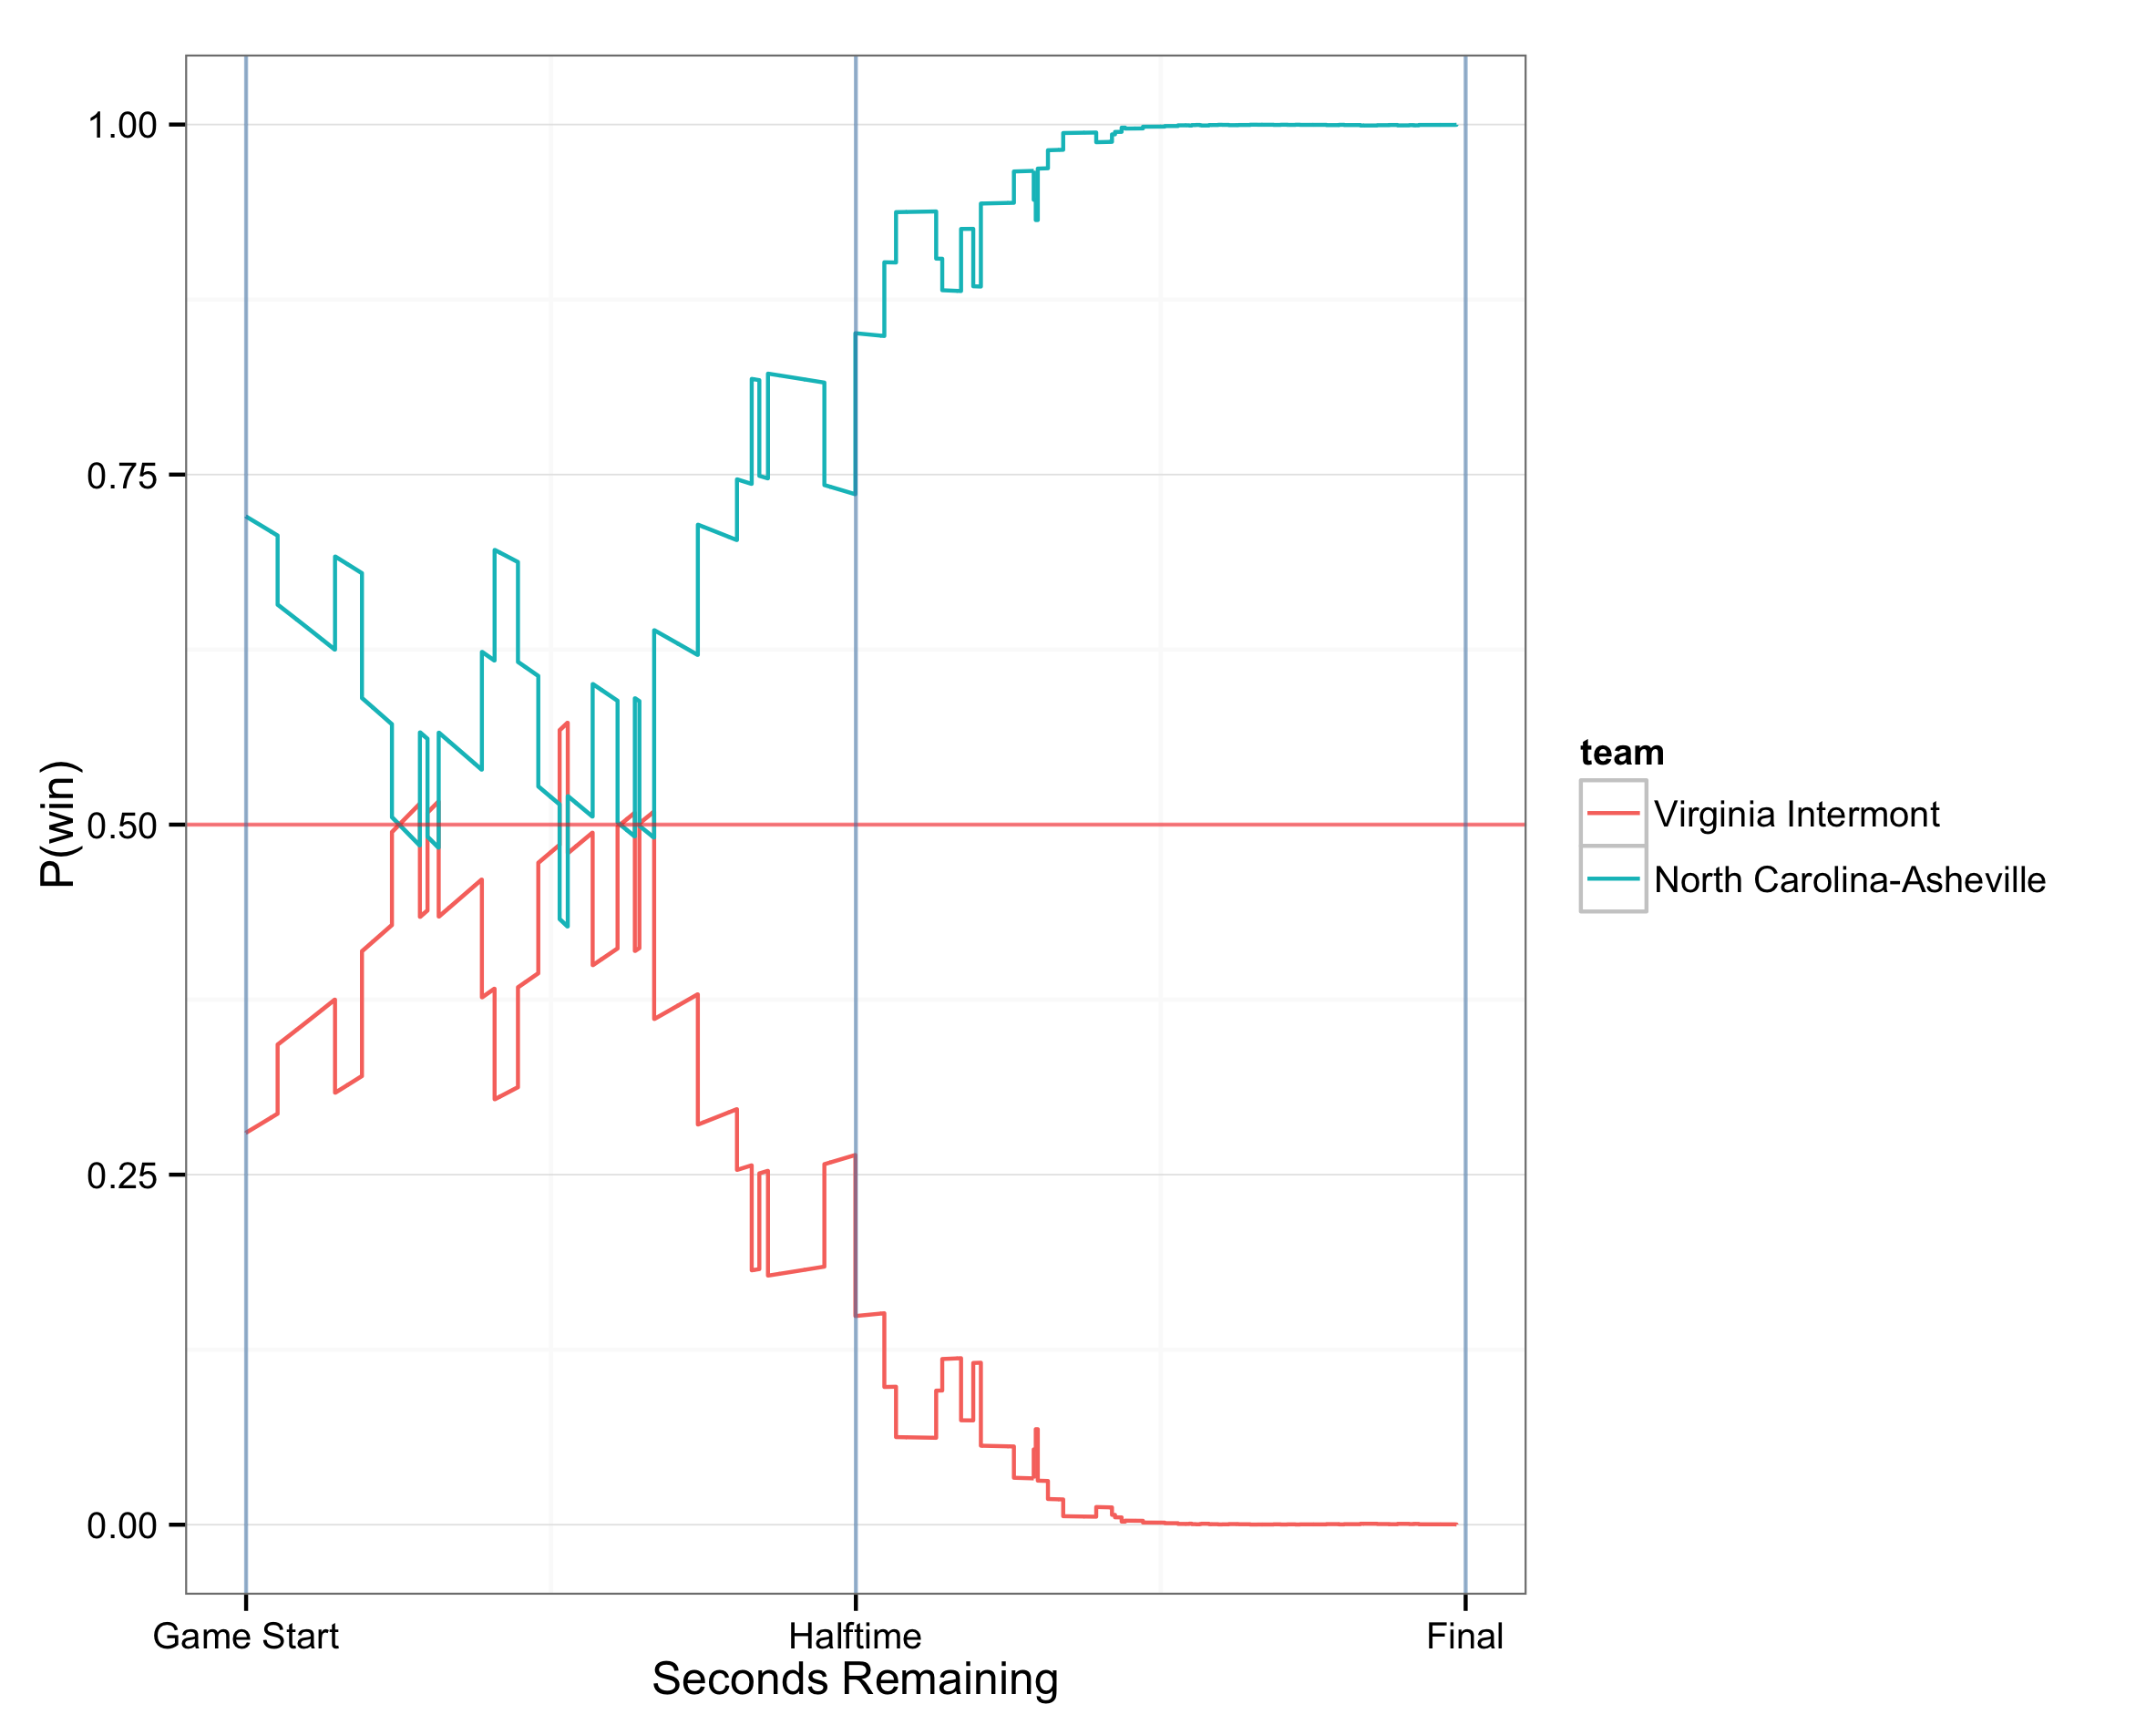 1.00
0.75
0.50
0.25
0.00
P(win)
Game Start
Halftime
Final
Seconds Remaining
team
Virginia Intermont
North Carolina-Asheville